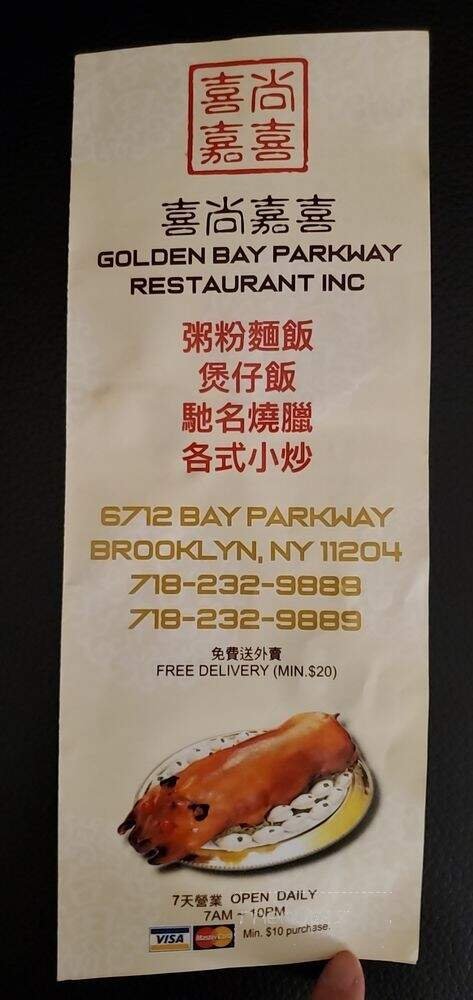 喜尚
嘉喜
喜尚嘉喜
GOLDEN BAY PARKWAY
RESTAURANT INC
粥粉麵飯
煲仔飯
馳名燒臘
各式小炒
6712 BAY PARKWAY
BROOKLYN, NY 11204
718-232-9888
718-232-9889
免費送外賣
FREE DELIVERY (MIN.$20)
7天營業 OPEN DAILY
7AM ~ 10PM
VISA MasterCard Min. $10 purchase.